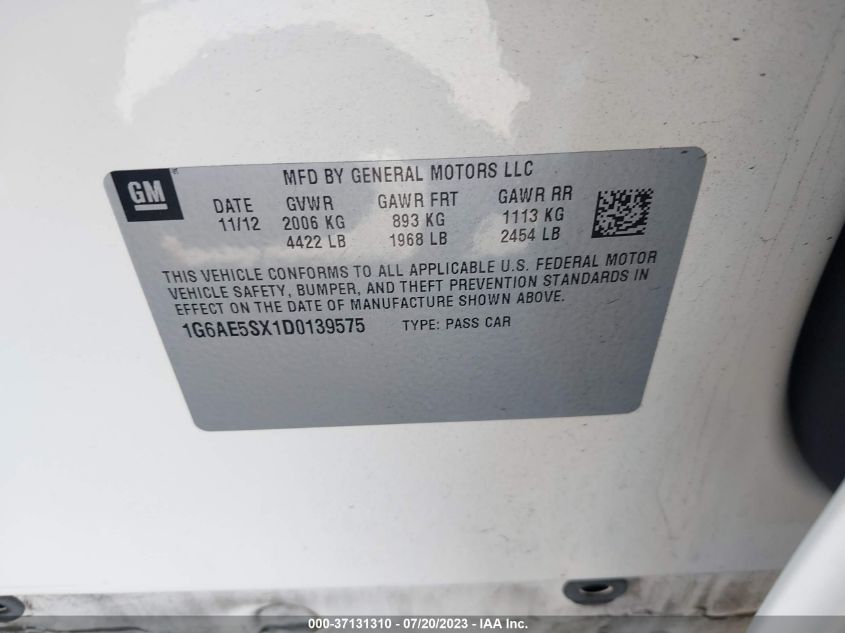 GM
MFD BY GENERAL MOTORS LLC
DATE GVWR GAWR FRT GAWR RR
11/12 2006 KG 893 KG 1113 KG
4422 LB 1968 LB 2454 LB
THIS VEHICLE CONFORMS TO ALL APPLICABLE U.S. FEDERAL MOTOR
VEHICLE SAFETY, BUMPER, AND THEFT PREVENTION STANDARDS IN
EFFECT ON THE DATE OF MANUFACTURE SHOWN ABOVE.
1G6AE5SX1D0139575 TYPE: PASS CAR
000-37131310 - 07/20/2023 - IAA Inc.